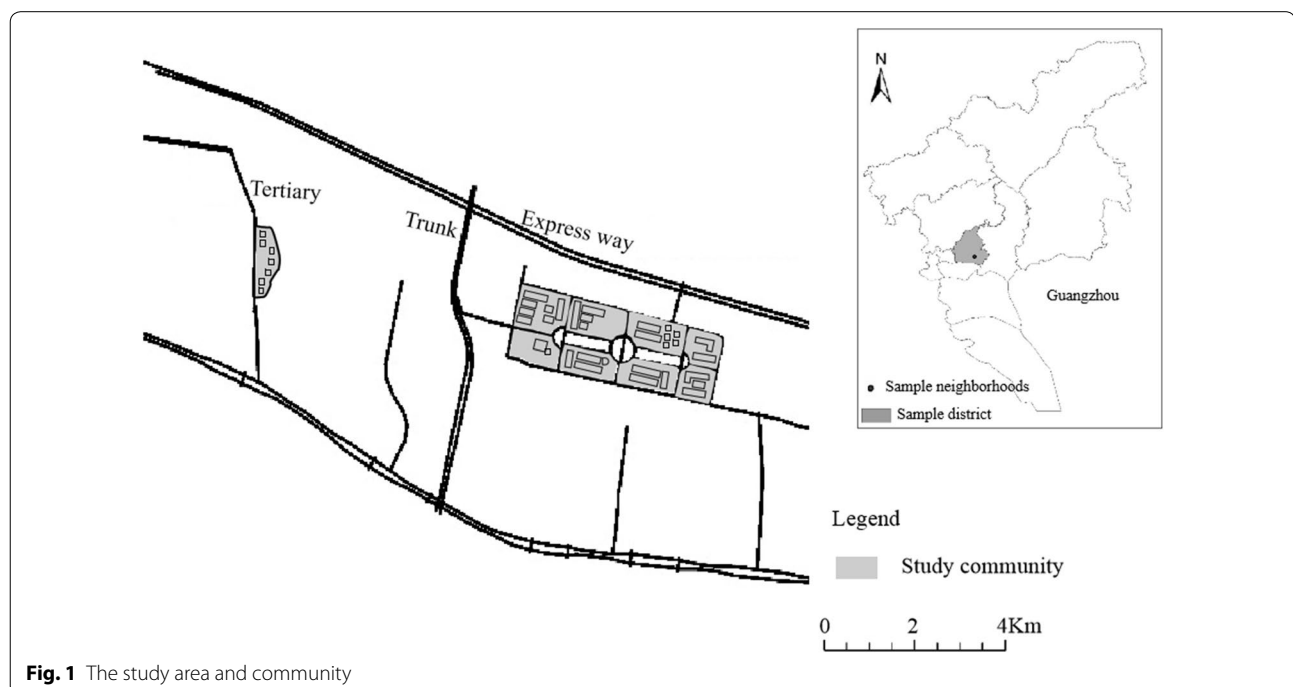 N
Tertiary
Trunk
Express way
Guangzhou
Sample neighborhoods
Sample district
Legend
Study community
0 2 4Km
Fig. 1 The study area and community